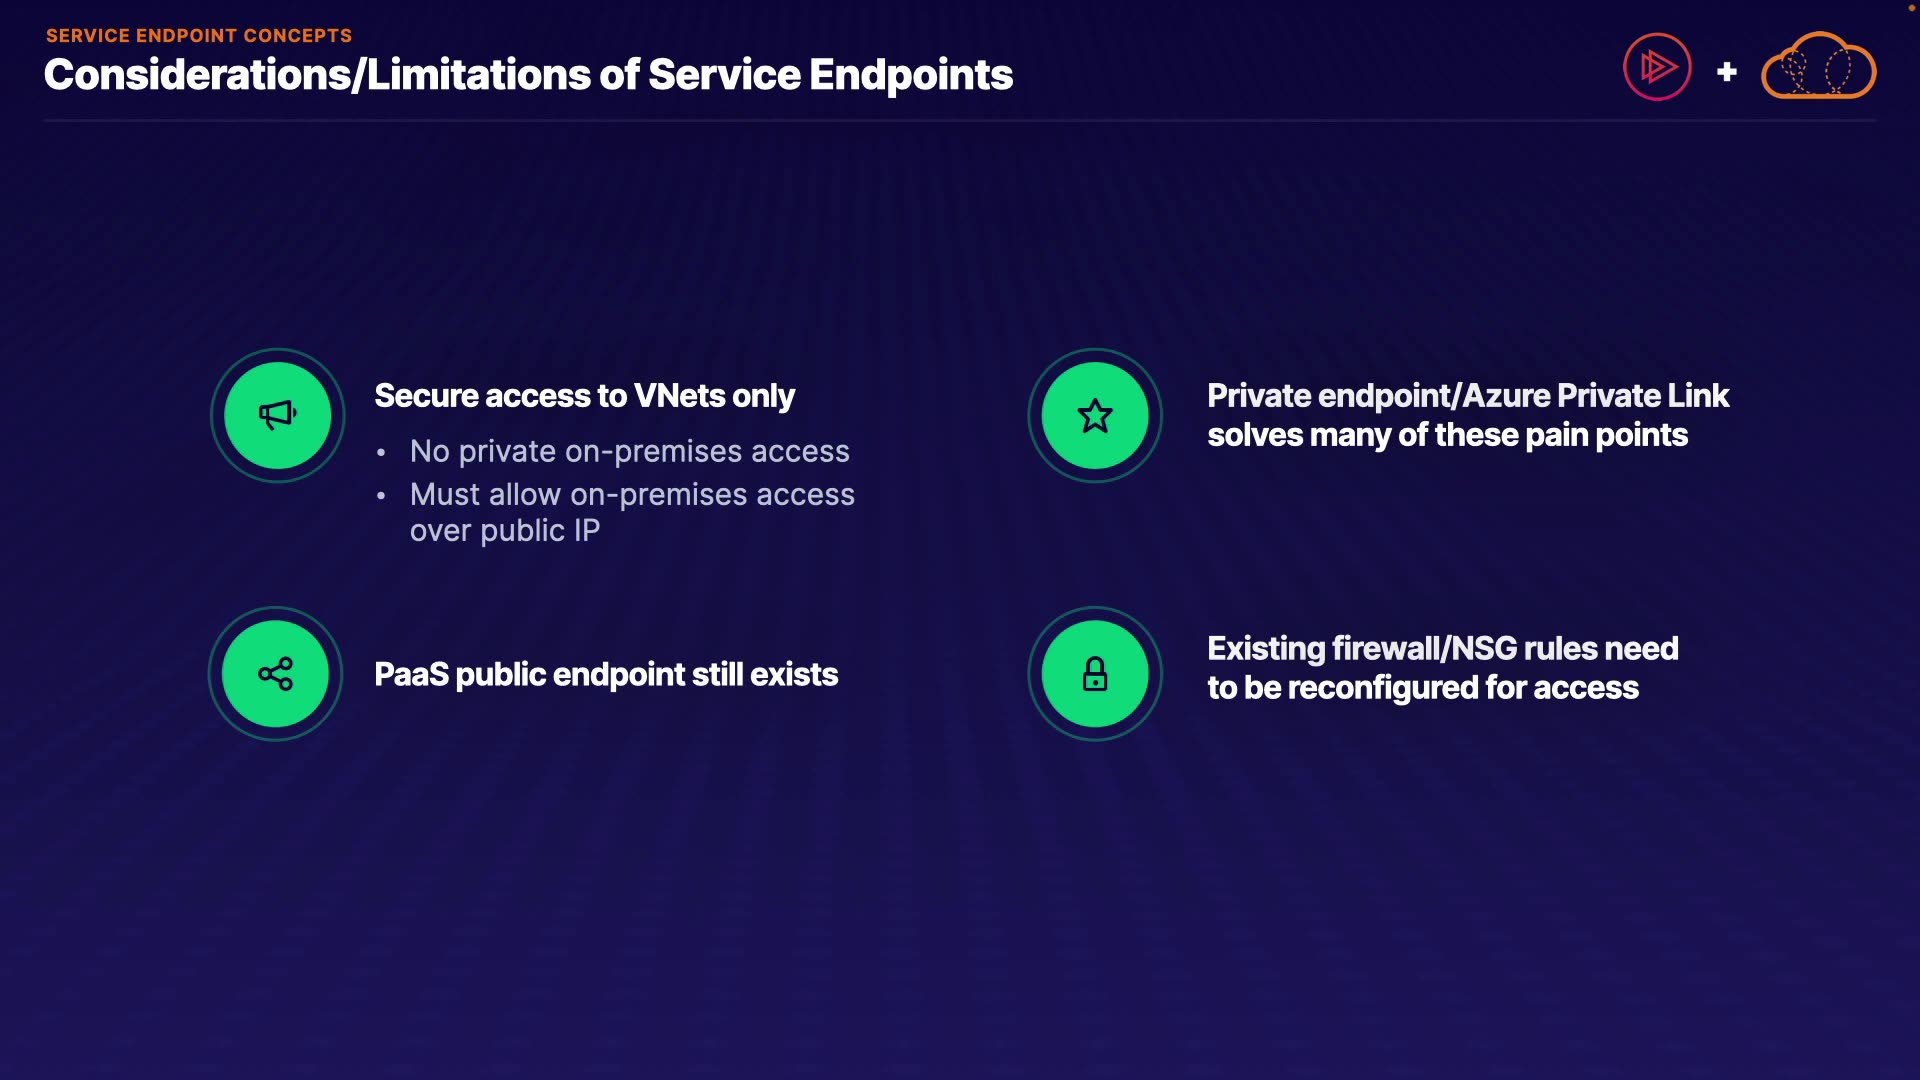 SERVICE ENDPOINT CONCEPTS
Considerations/Limitations of Service Endpoints
+
Secure access to VNets only
• No private on-premises access
• Must allow on-premises access
over public IP
Private endpoint/Azure Private Link
solves many of these pain points
PaaS public endpoint still exists
Existing firewall/NSG rules need
to be reconfigured for access